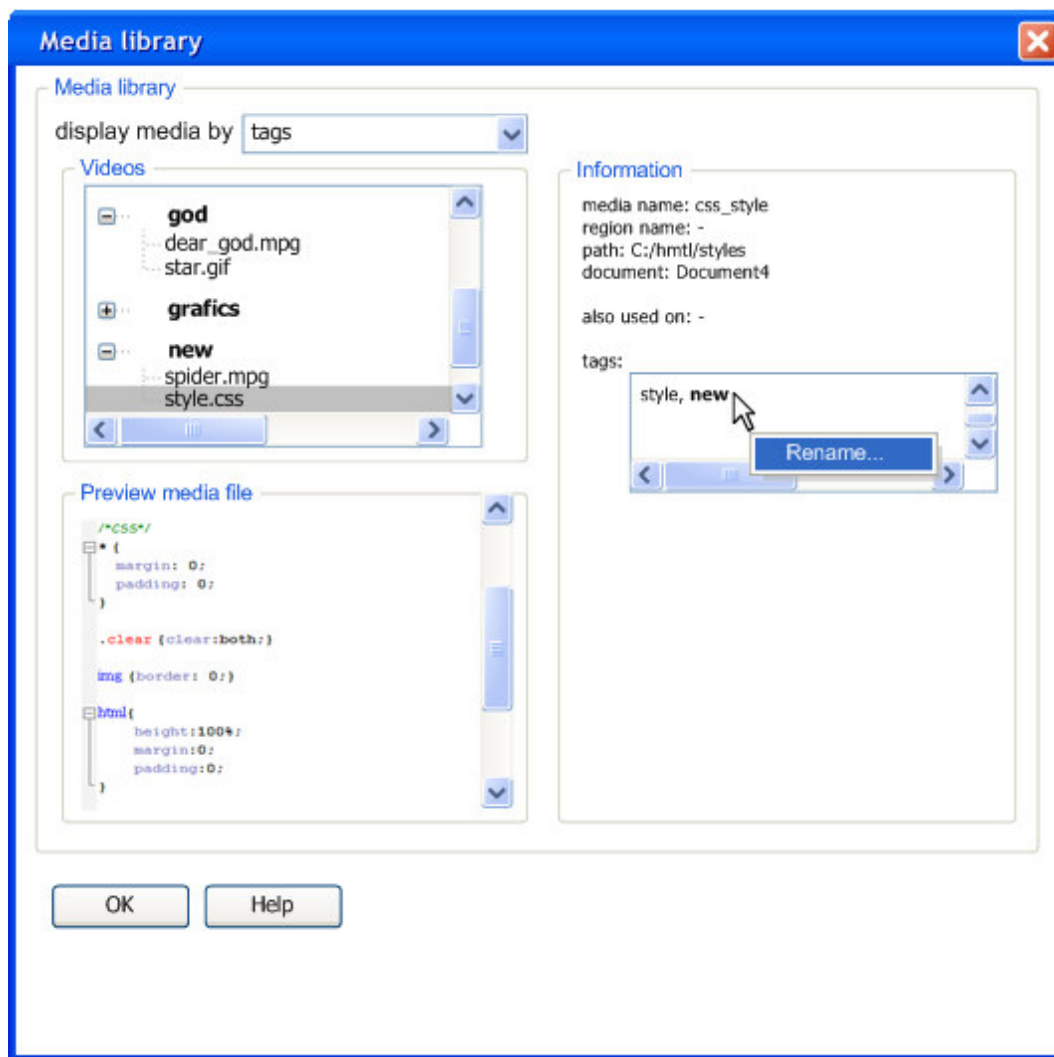 Media library
Media library
display media by tags
Videos
god
dear_god.mpg
star.gif
grafics
new
spider.mpg
style.css
Information
media name: css_style
region name: -
path: C:/hmtl/styles
document: Document4
also used on: -
tags:
style, new
Rename...
Preview media file
/*CSS*/
* {
margin: 0;
padding: 0;
}
.clear {clear:both;}
img {border: 0;}
html{
height:100%;
margin:0;
padding:0;
}
OK
Help